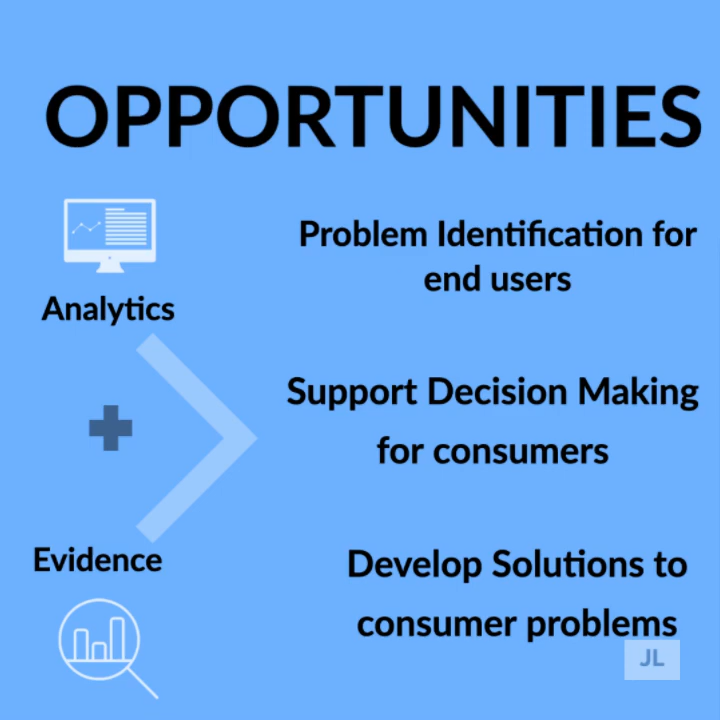 OPPORTUNITIES
Analytics
+
Evidence
Problem Identification for
end users
Support Decision Making
for consumers
Develop Solutions to
consumer problems
JL